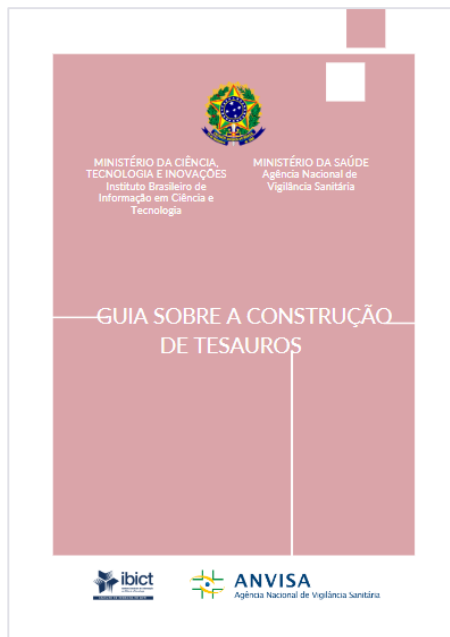 MINISTÉRIO DA CIÊNCIA,
TECNOLOGIA E INOVAÇÕES
Instituto Brasileiro de
Informação em Ciência e
Tecnologia
MINISTÉRIO DA SAÚDE
Agência Nacional de
Vigilância Sanitária
GUIA SOBRE A CONSTRUÇÃO
DE TESAUROS
ibict
ANVISA
Agência Nacional de Vigilância Sanitária